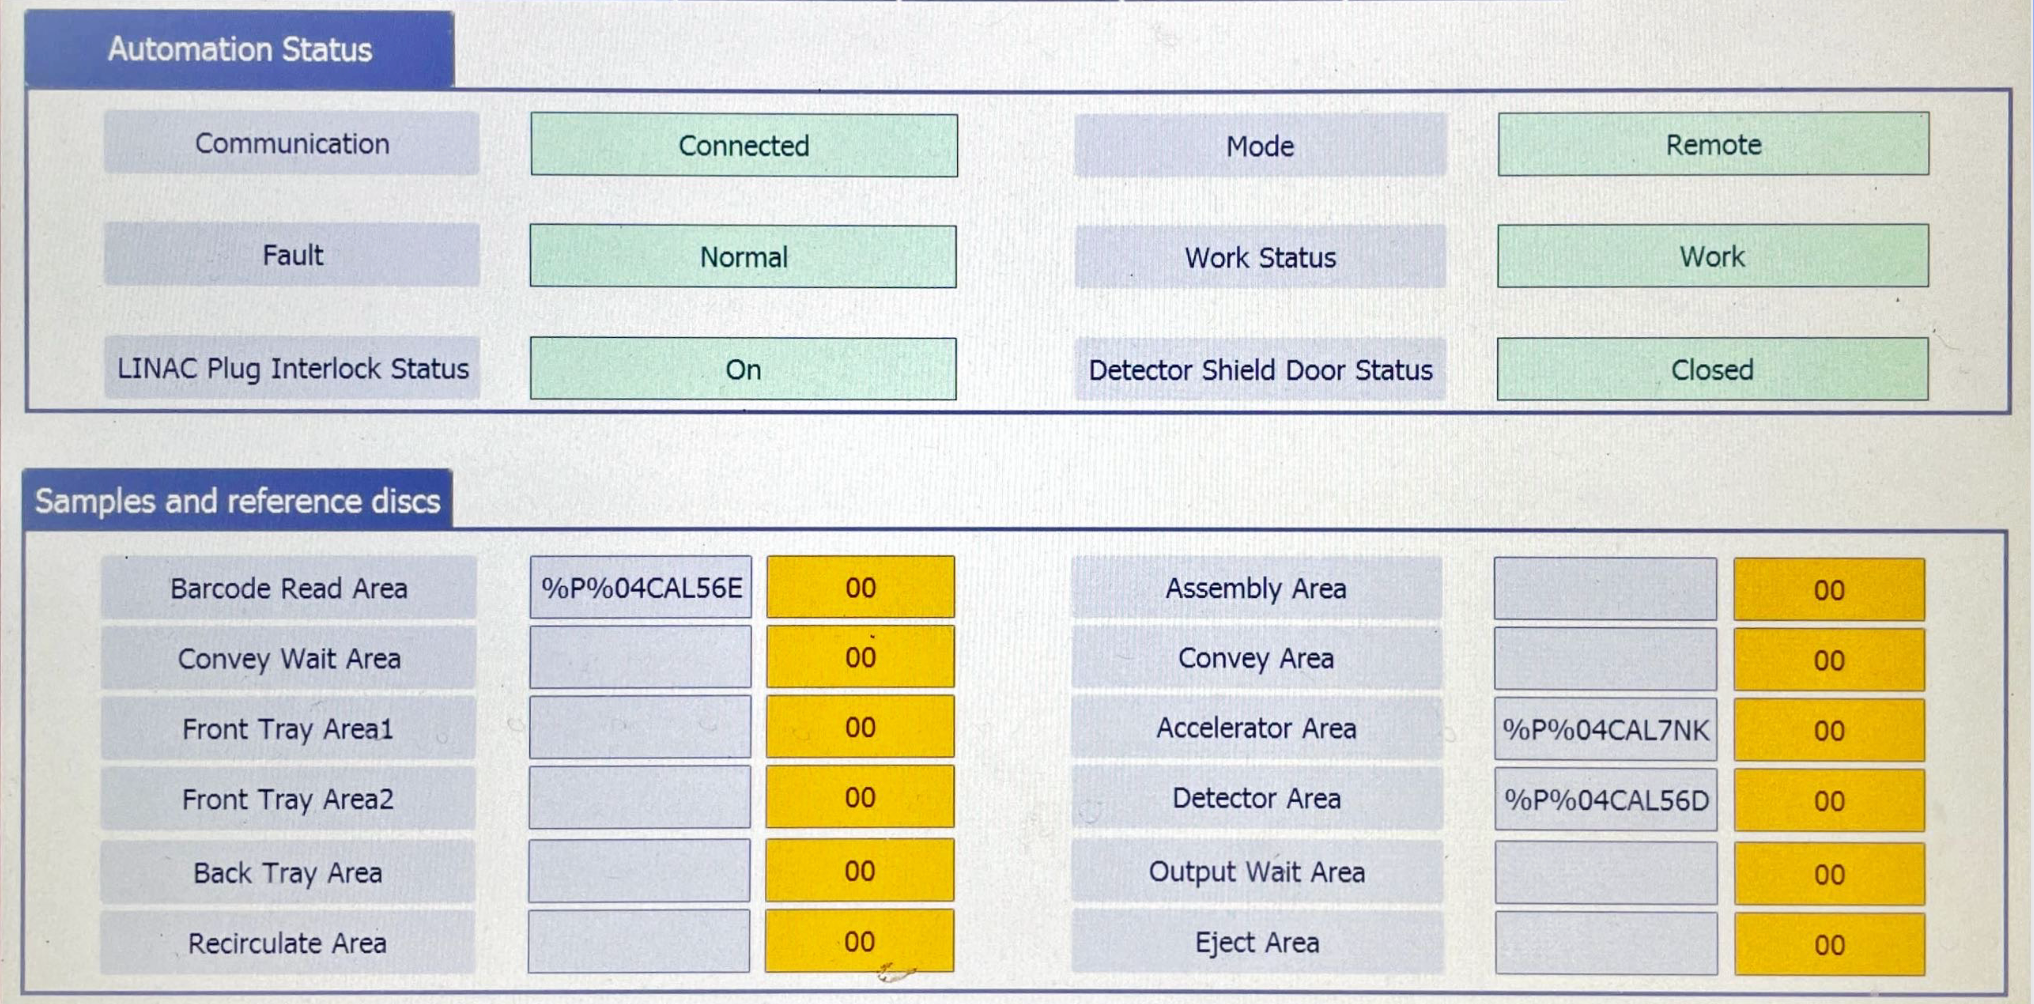 Automation Status
Communication Connected Mode Remote
Fault Normal Work Status Work
LINAC Plug Interlock Status On Detector Shield Door Status Closed
Samples and reference discs
Barcode Read Area %P%04CAL56E 00 Assembly Area 00
Convey Wait Area 00 Convey Area 00
Front Tray Area1 00 Accelerator Area %P%04CAL7NK 00
Front Tray Area2 00 Detector Area %P%04CAL56D 00
Back Tray Area 00 Output Wait Area 00
Recirculate Area 00 Eject Area 00